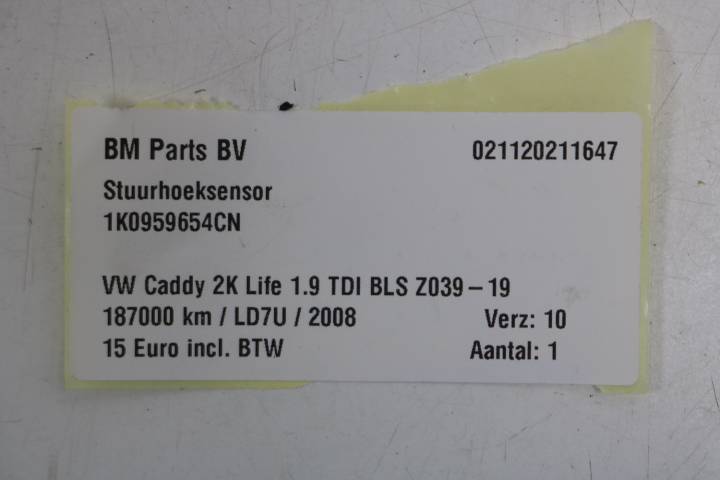 BM Parts BV 021120211647
Stuurhoeksensor
1K0959654CN
VW Caddy 2K Life 1.9 TDI BLS Z039-19
187000 km / LD7U / 2008 Verz: 10
15 Euro incl. BTW Aantal: 1